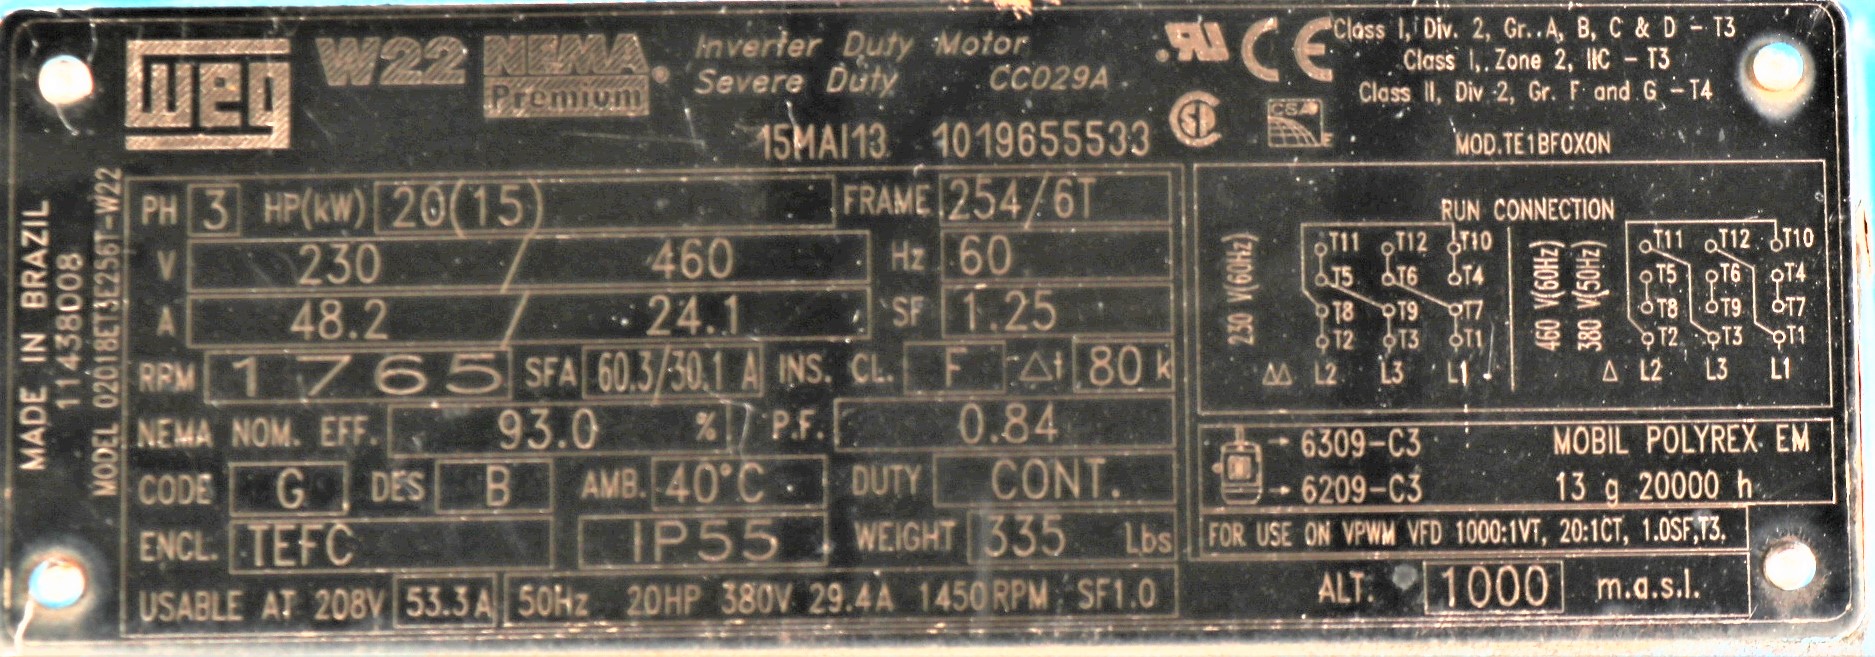 WEG W22 NEMA Premium® Inverter Duty Motor
Severe Duty CC029A
15MAI13 1019655533
Class I, Div. 2, Gr. A, B, C & D - T3
Class I, Zone 2, IIC - T3
Class II, Div 2, Gr. F and G - T4
MOD.TE1BFOXON
MADE IN BRAZIL
11438008
MODEL 02018ET3E256T-W22
PH 3 HP(kW) 20(15) FRAME 254/6T
V 230 / 460 Hz 60
A 48.2 / 24.1 SF 1.25
RPM 1765 SFA 60.3/30.1 A INS. CL. F Δt 80 k
NEMA NOM. EFF. 93.0 % P.F. 0.84
CODE G DES B AMB. 40°C DUTY CONT.
ENCL. TEFC IP55 WEIGHT 335 Lbs
USABLE AT 208V 53.3A 50Hz 20HP 380V 29.4A 1450RPM SF1.0
RUN CONNECTION
230 V(60Hz)
T11 T12 T10
T5 T6 T4
T8 T9 T7
T2 T3 T1
ΔΔ L2 L3 L1
460 V(60Hz)
380 V(50Hz)
T11 T12 T10
T5 T6 T4
T8 T9 T7
T2 T3 T1
Δ L2 L3 L1
→ 6309-C3 MOBIL POLYREX EM
→ 6209-C3 13 g 20000 h
FOR USE ON VPWM VFD 1000:1VT, 20:1CT, 1.0SF,T3.
ALT. 1000 m.a.s.l.